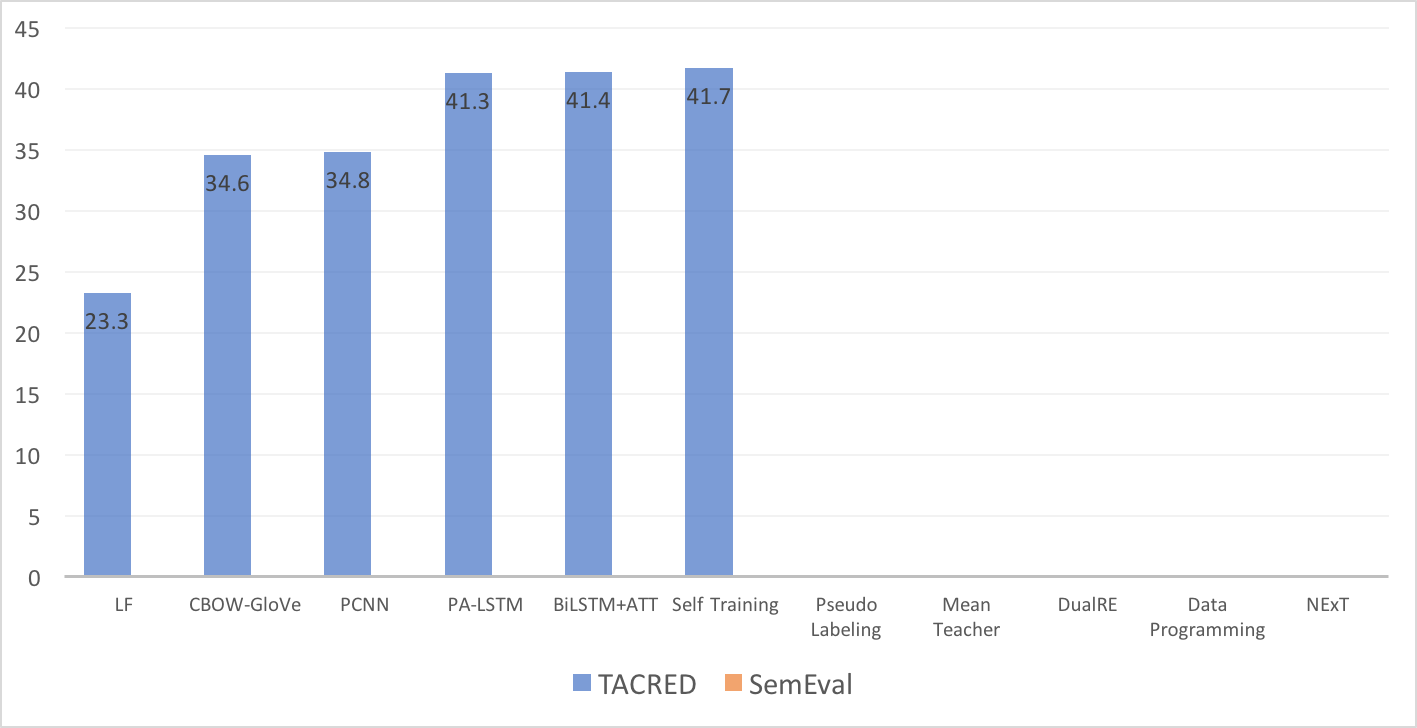 45
40
35
30
25
20
15
10
5
0
23.3
34.6
34.8
41.3
41.4
41.7
LF
CBOW-GloVe
PCNN
PA-LSTM
BiLSTM+ATT
Self Training
Pseudo
Labeling
Mean
Teacher
DualRE
Data
Programming
NExT
TACRED
SemEval